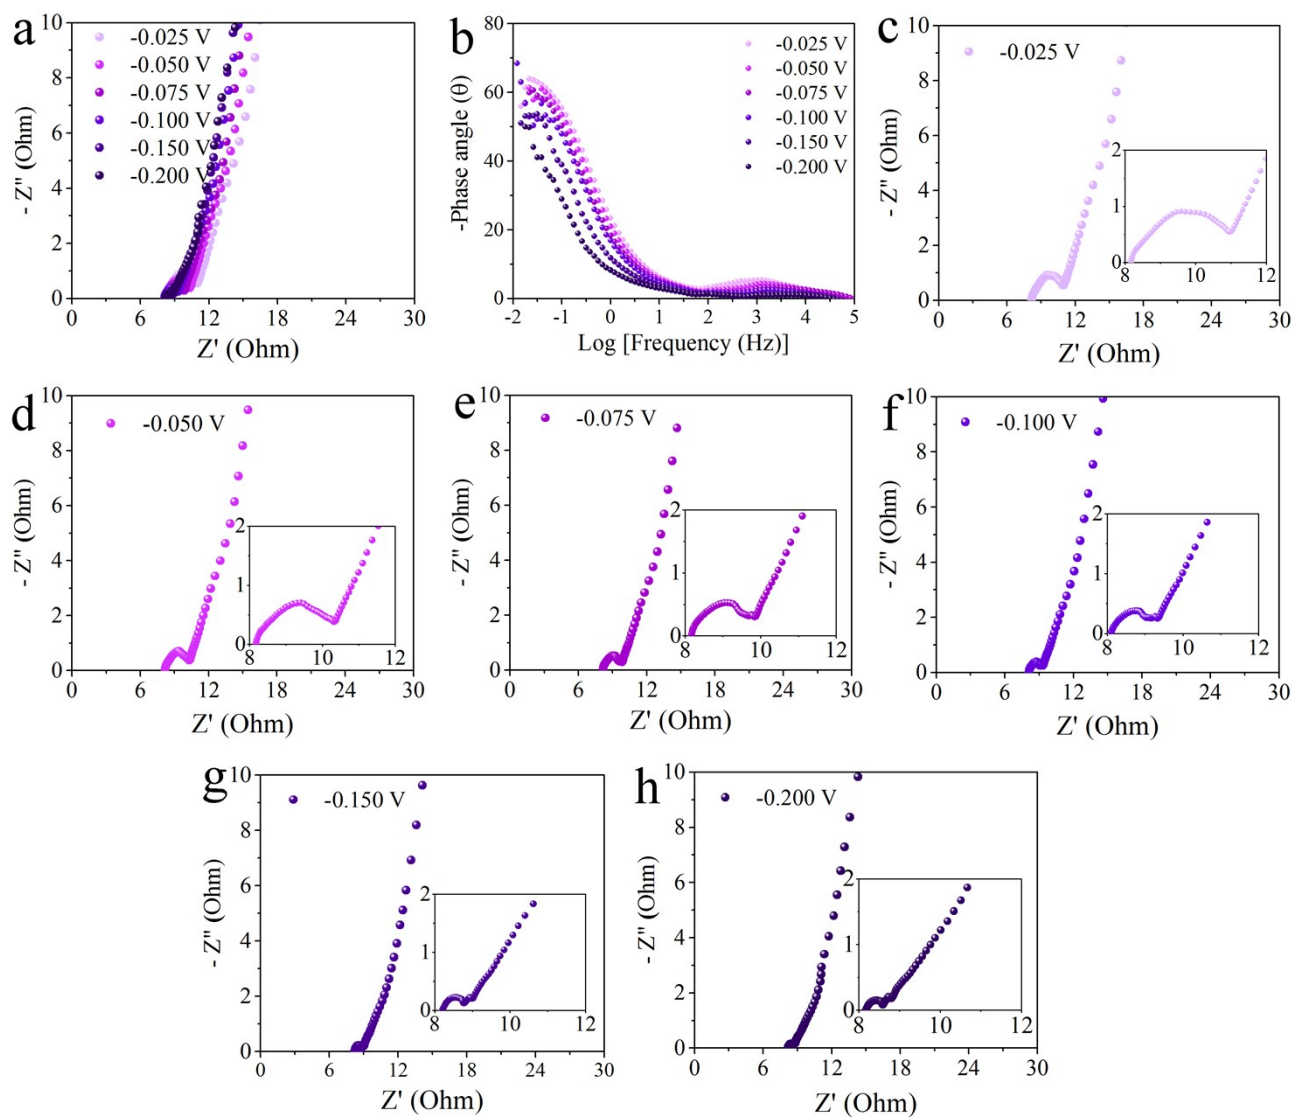 a
-0.025 V
-0.050 V
-0.075 V
-0.100 V
-0.150 V
-0.200 V
10
8
6
4
2
0
0 6 12 18 24 30
- Z" (Ohm)
Z' (Ohm)
b
-0.025 V
-0.050 V
-0.075 V
-0.100 V
-0.150 V
-0.200 V
80
60
40
20
0
-2 -1 0 1 2 3 4 5
-Phase angle (θ)
Log [Frequency (Hz)]
c
-0.025 V
10
8
6
4
2
0
0 6 12 18 24 30
- Z" (Ohm)
Z' (Ohm)
2
1
0
8 10 12
d
-0.050 V
10
8
6
4
2
0
0 6 12 18 24 30
- Z" (Ohm)
Z' (Ohm)
2
1
0
8 10 12
e
-0.075 V
10
8
6
4
2
0
0 6 12 18 24 30
- Z" (Ohm)
Z' (Ohm)
2
1
0
8 10 12
f
-0.100 V
10
8
6
4
2
0
0 6 12 18 24 30
- Z" (Ohm)
Z' (Ohm)
2
1
0
8 10 12
g
-0.150 V
10
8
6
4
2
0
0 6 12 18 24 30
- Z" (Ohm)
Z' (Ohm)
2
1
0
8 10 12
h
-0.200 V
10
8
6
4
2
0
0 6 12 18 24 30
- Z" (Ohm)
Z' (Ohm)
2
1
0
8 10 12